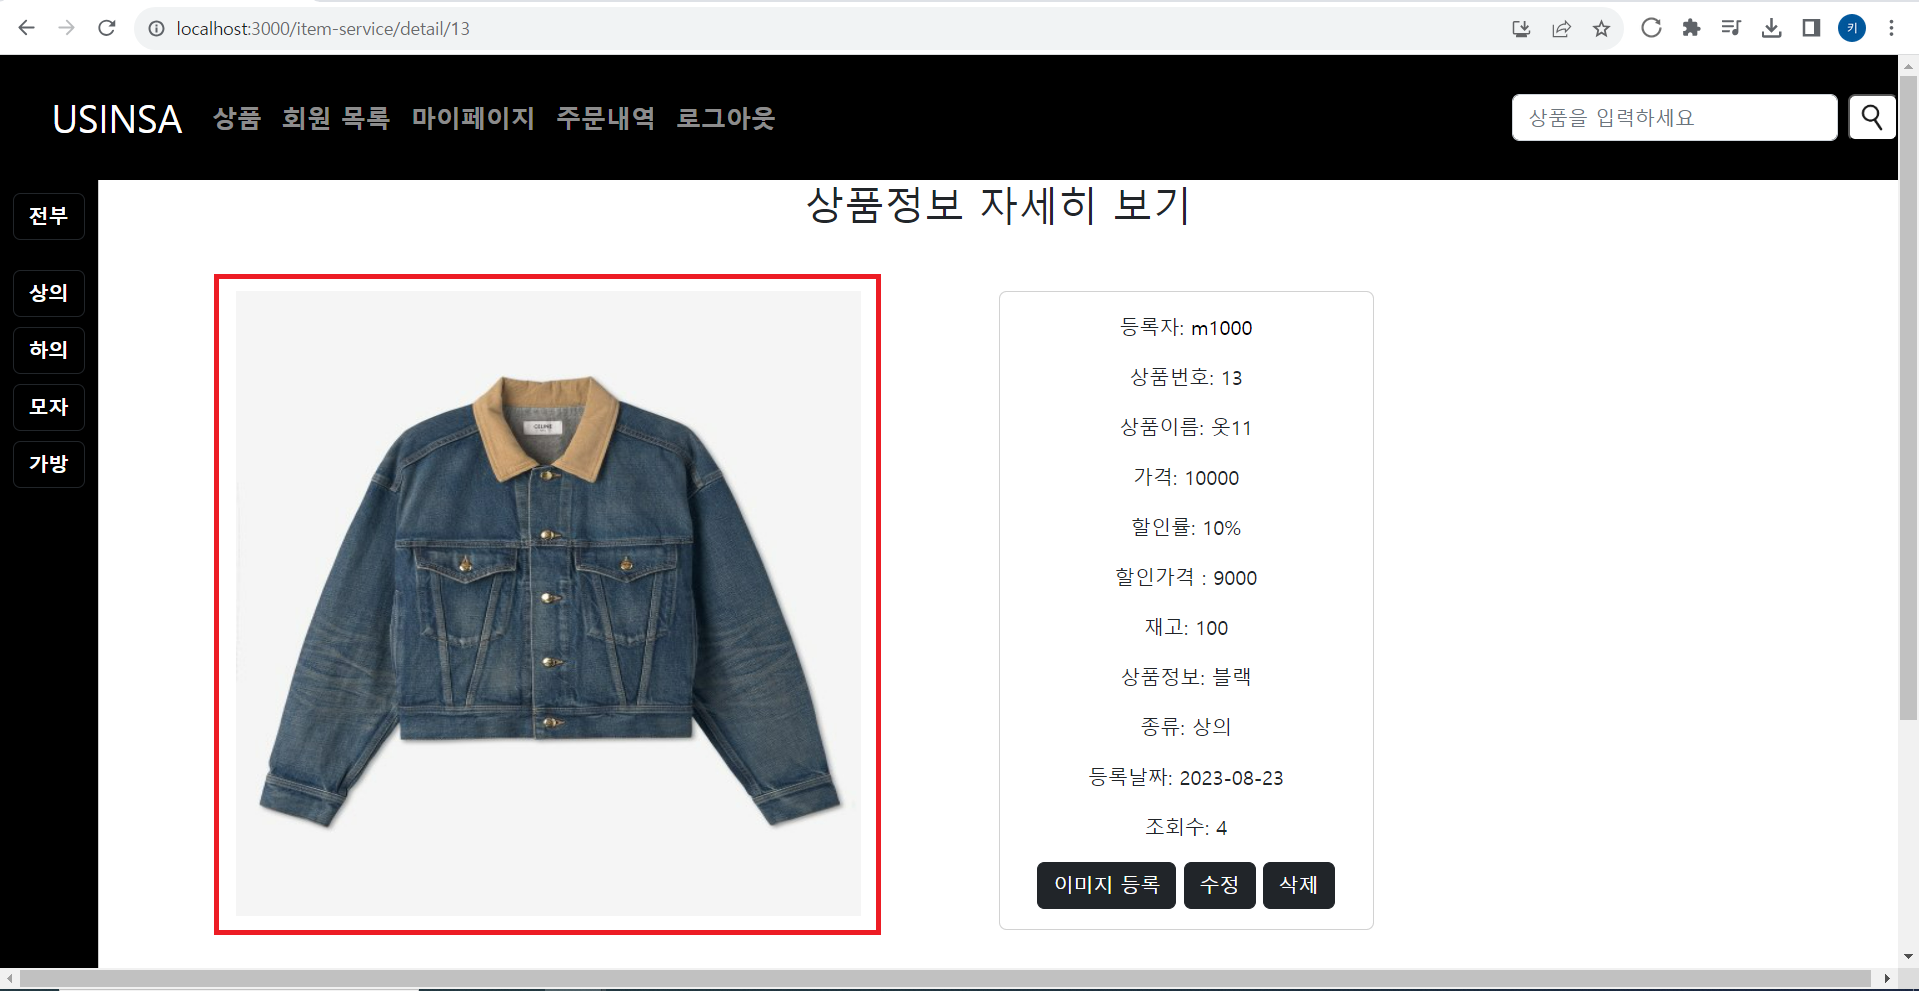 localhost:3000/item-service/detail/13
키
USINSA 상품 회원 목록 마이페이지 주문내역 로그아웃
상품을 입력하세요
전부
상의
하의
모자
가방
상품정보 자세히 보기
CELINE
등록자: m1000
상품번호: 13
상품이름: 옷11
가격: 10000
할인률: 10%
할인가격 : 9000
재고: 100
상품정보: 블랙
종류: 상의
등록날짜: 2023-08-23
조회수: 4
이미지 등록 수정 삭제